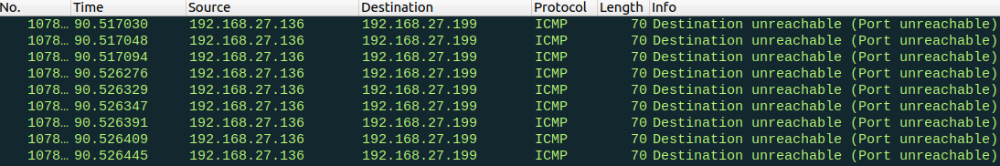 No. Time Source Destination Protocol Length Info
1078… 90.517030 192.168.27.136 192.168.27.199 ICMP 70 Destination unreachable (Port unreachable)
1078… 90.517048 192.168.27.136 192.168.27.199 ICMP 70 Destination unreachable (Port unreachable)
1078… 90.517094 192.168.27.136 192.168.27.199 ICMP 70 Destination unreachable (Port unreachable)
1078… 90.526276 192.168.27.136 192.168.27.199 ICMP 70 Destination unreachable (Port unreachable)
1078… 90.526329 192.168.27.136 192.168.27.199 ICMP 70 Destination unreachable (Port unreachable)
1078… 90.526347 192.168.27.136 192.168.27.199 ICMP 70 Destination unreachable (Port unreachable)
1078… 90.526391 192.168.27.136 192.168.27.199 ICMP 70 Destination unreachable (Port unreachable)
1078… 90.526409 192.168.27.136 192.168.27.199 ICMP 70 Destination unreachable (Port unreachable)
1078… 90.526445 192.168.27.136 192.168.27.199 ICMP 70 Destination unreachable (Port unreachable)